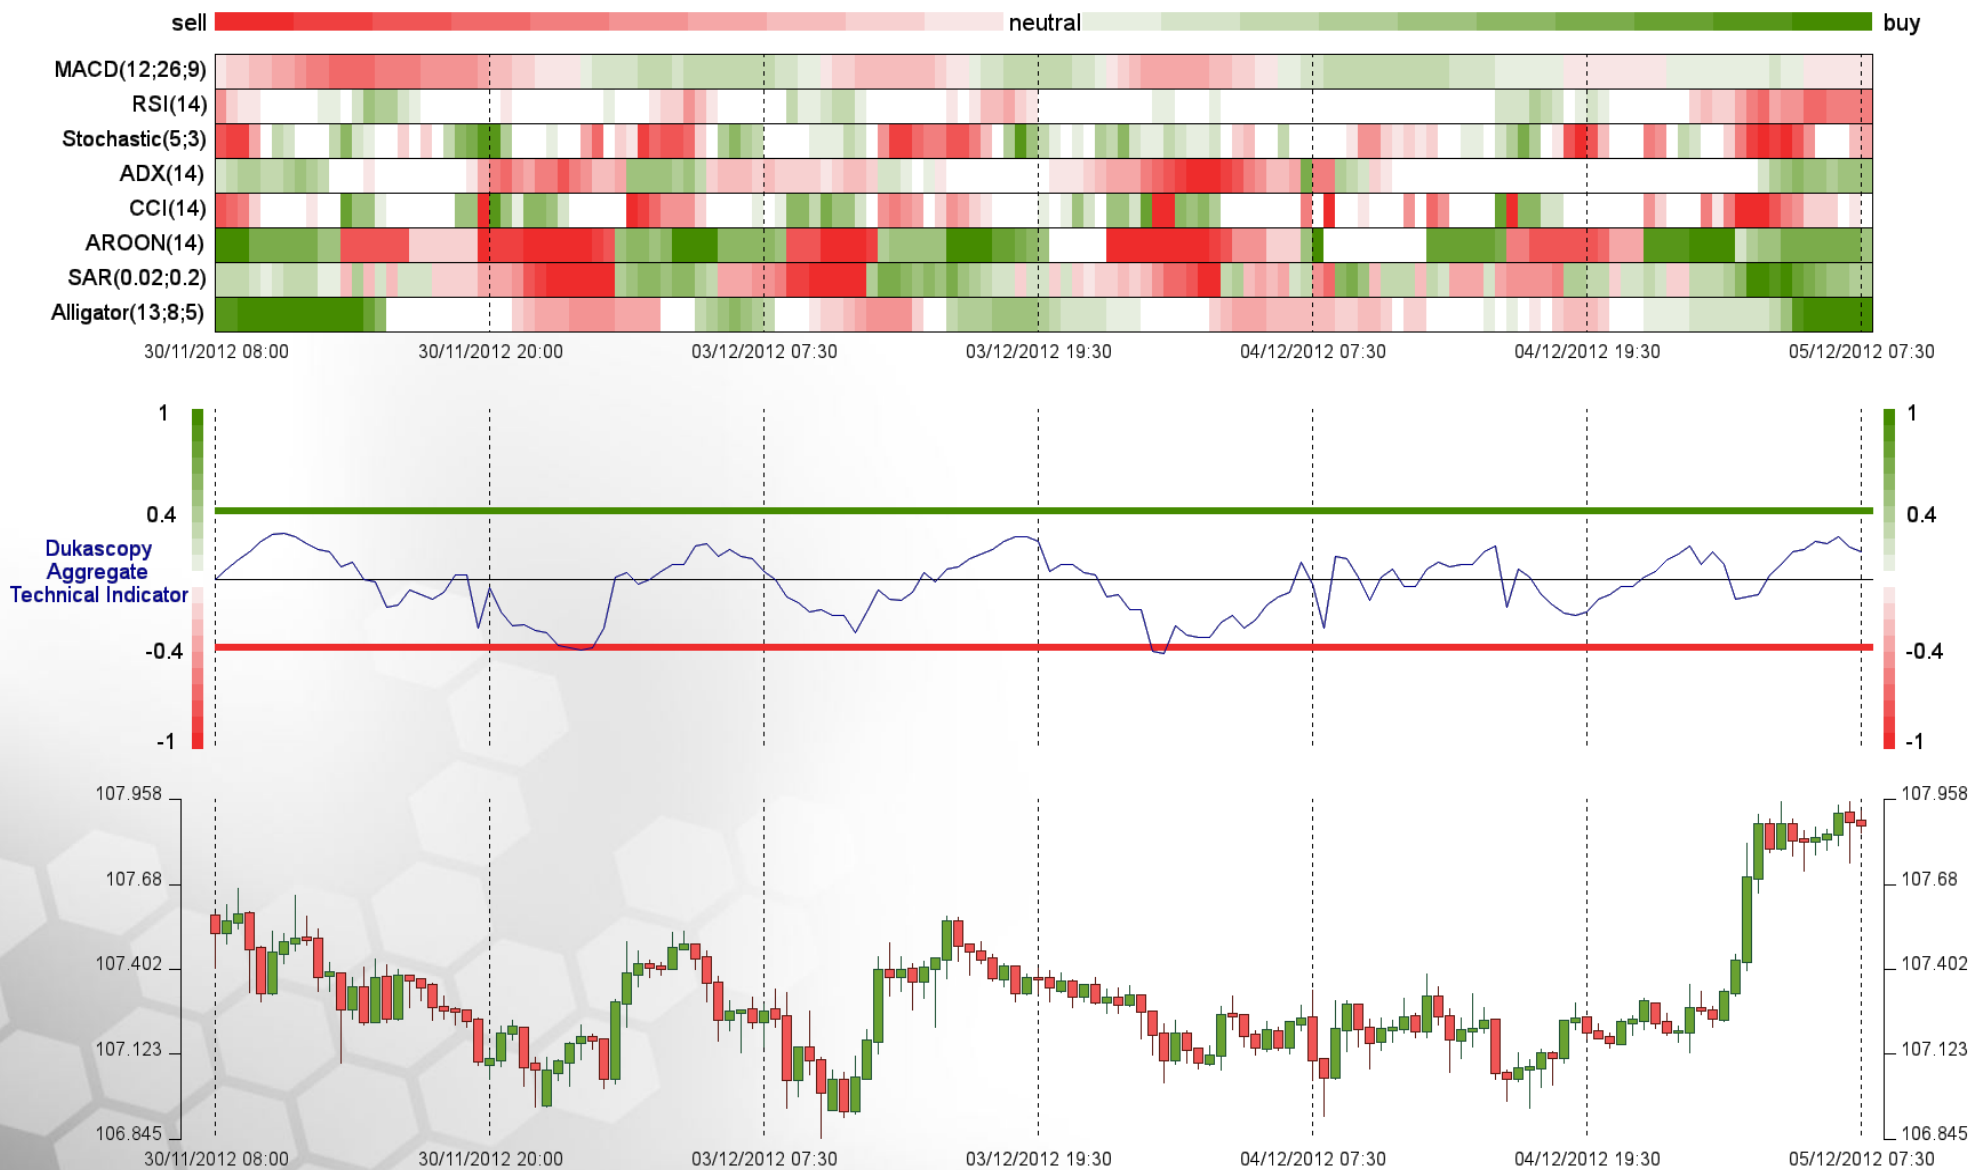 sell neutral buy
MACD(12;26;9)
RSI(14)
Stochastic(5;3)
ADX(14)
CCI(14)
AROON(14)
SAR(0.02;0.2)
Alligator(13;8;5)
30/11/2012 08:00 30/11/2012 20:00 03/12/2012 07:30 03/12/2012 19:30 04/12/2012 07:30 04/12/2012 19:30 05/12/2012 07:30
1 1
0.4 0.4
Dukascopy
Aggregate
Technical Indicator
-0.4 -0.4
-1 -1
107.958 107.958
107.68 107.68
107.402 107.402
107.123 107.123
106.845 106.845
30/11/2012 08:00 30/11/2012 20:00 03/12/2012 07:30 03/12/2012 19:30 04/12/2012 07:30 04/12/2012 19:30 05/12/2012 07:30